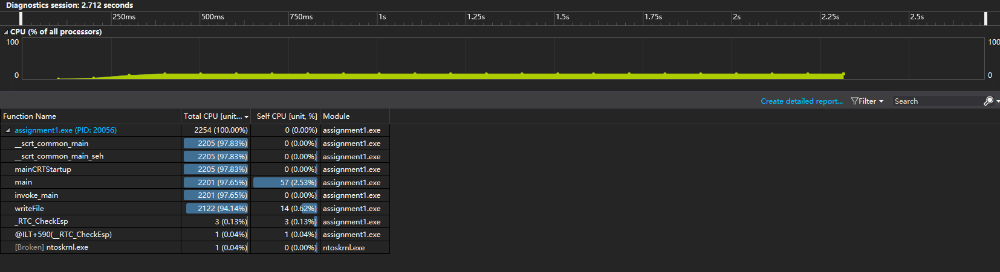 Diagnostics session: 2.712 seconds
250ms 500ms 750ms 1s 1.25s 1.5s 1.75s 2s 2.25s 2.5s
CPU (% of all processors)
100 100
0 0
Create detailed report... Filter Search
Function Name Total CPU [unit... Self CPU [unit, %] Module
assignment1.exe (PID: 20056) 2254 (100.00%) 0 (0.00%) assignment1.exe
__scrt_common_main 2205 (97.83%) 0 (0.00%) assignment1.exe
__scrt_common_main_seh 2205 (97.83%) 0 (0.00%) assignment1.exe
mainCRTStartup 2205 (97.83%) 0 (0.00%) assignment1.exe
main 2201 (97.65%) 57 (2.53%) assignment1.exe
invoke_main 2201 (97.65%) 0 (0.00%) assignment1.exe
writeFile 2122 (94.14%) 14 (0.62%) assignment1.exe
_RTC_CheckEsp 3 (0.13%) 3 (0.13%) assignment1.exe
@ILT+590(__RTC_CheckEsp) 1 (0.04%) 1 (0.04%) assignment1.exe
[Broken] ntoskrnl.exe 1 (0.04%) 0 (0.00%) ntoskrnl.exe